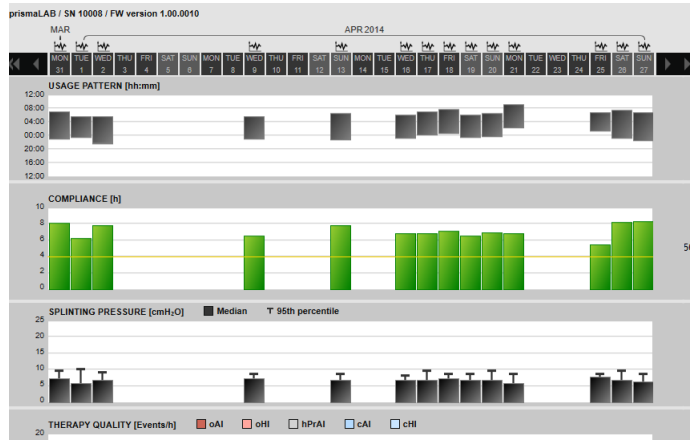 prismaLAB / SN 10008 / FW version 1.00.0010
MAR APR 2014
MON TUE WED THU FRI SAT SUN MON TUE WED THU FRI SAT SUN MON TUE WED THU FRI SAT SUN MON TUE WED THU FRI SAT SUN
31 1 2 3 4 5 6 7 8 9 10 11 12 13 14 15 16 17 18 19 20 21 22 23 24 25 26 27
USAGE PATTERN [hh:mm]
12:00
08:00
04:00
00:00
20:00
16:00
12:00
COMPLIANCE [h]
10
8
6
4
2
0
50
SPLINTING PRESSURE [cmH₂O] Median 95th percentile
25
20
15
10
5
0
THERAPY QUALITY [Events/h] oAI oHI hPrAI cAI cHI
20